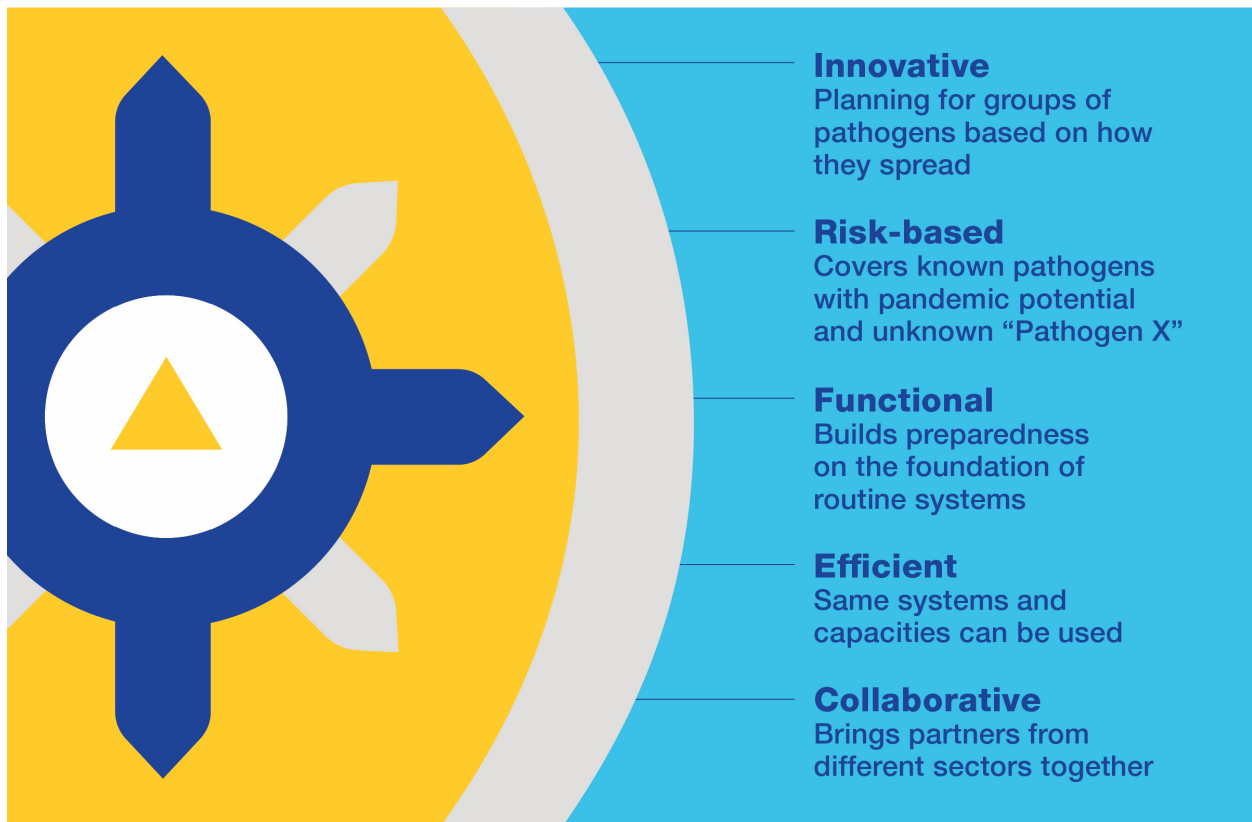 Innovative
Planning for groups of
pathogens based on how
they spread
Risk-based
Covers known pathogens
with pandemic potential
and unknown “Pathogen X”
Functional
Builds preparedness
on the foundation of
routine systems
Efficient
Same systems and
capacities can be used
Collaborative
Brings partners from
different sectors together